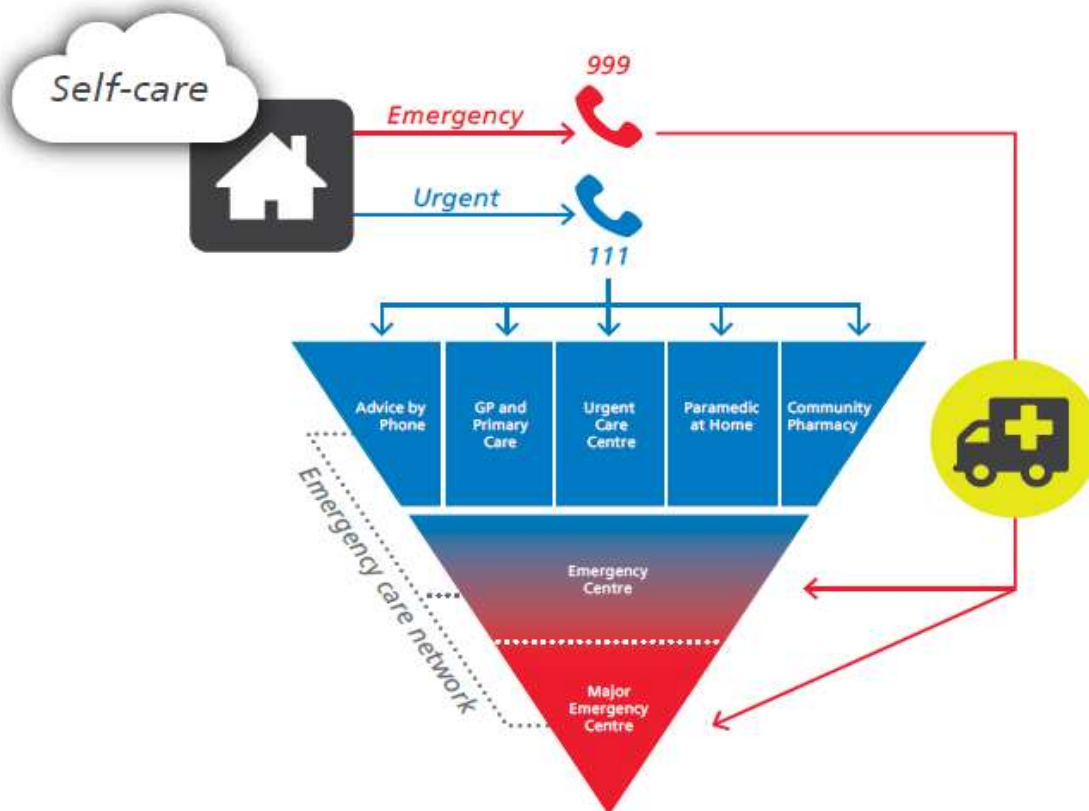 Self-care
999
Emergency
Urgent
111
Advice by
Phone
GP and
Primary
Care
Urgent
Care
Centre
Paramedic
at Home
Community
Pharmacy
Emergency care network
Emergency
Centre
Major
Emergency
Centre